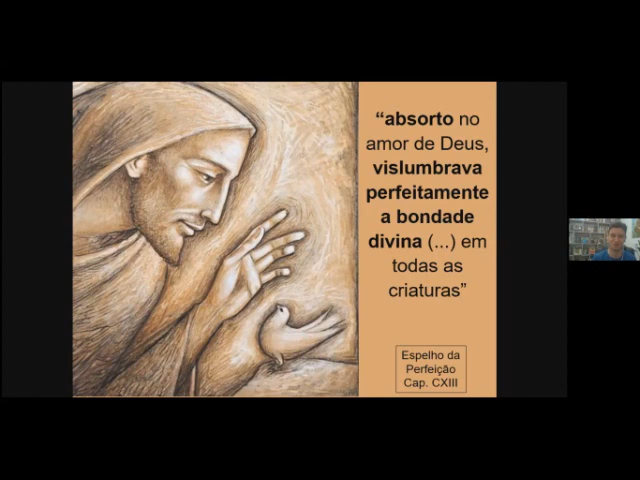 “absorto no
amor de Deus,
vislumbrava
perfeitamente
a bondade
divina (...) em
todas as
criaturas”
Espelho da
Perfeição
Cap. CXIII